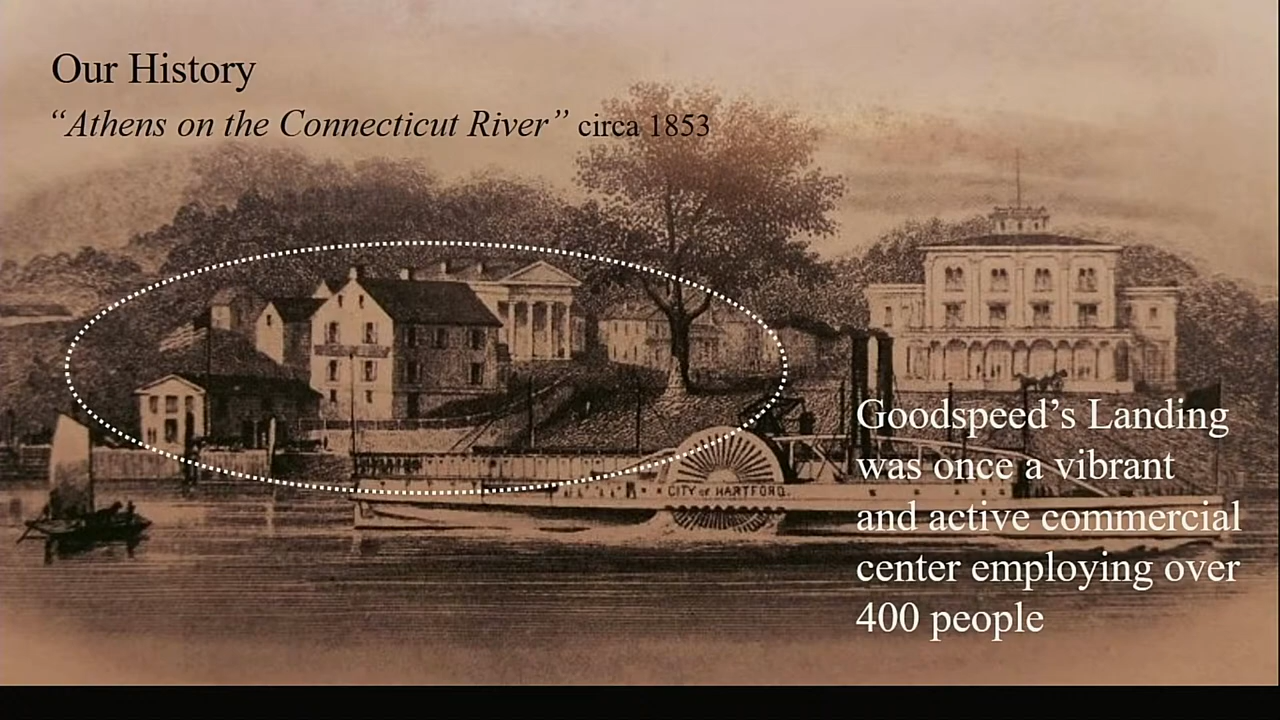 Our History
“Athens on the Connecticut River” circa 1853
CITY OF HARTFORD.
Goodspeed’s Landing
was once a vibrant
and active commercial
center employing over
400 people